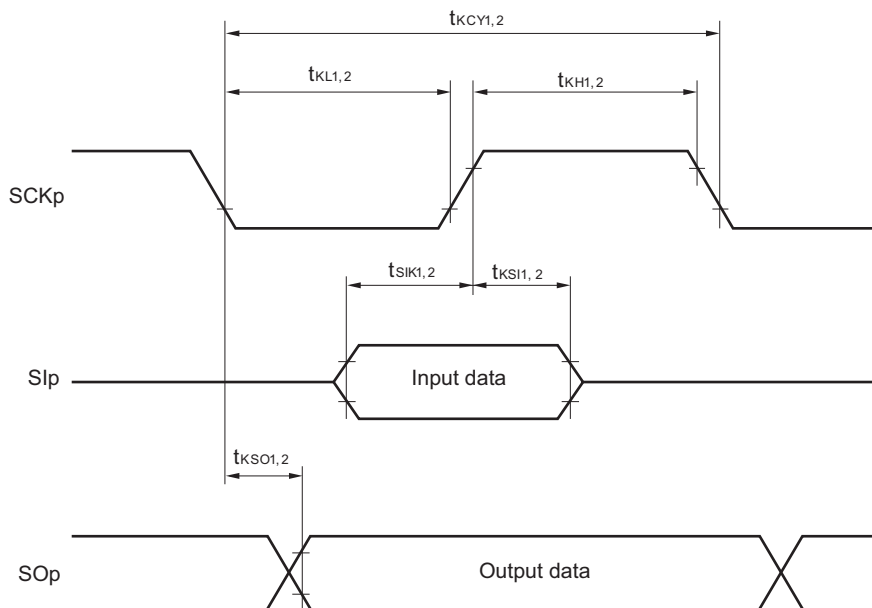 tKCY1, 2
tKL1, 2
tKH1, 2
SCKp
tSIK1, 2
tKSI1, 2
SIp
Input data
tKSO1, 2
SOp
Output data